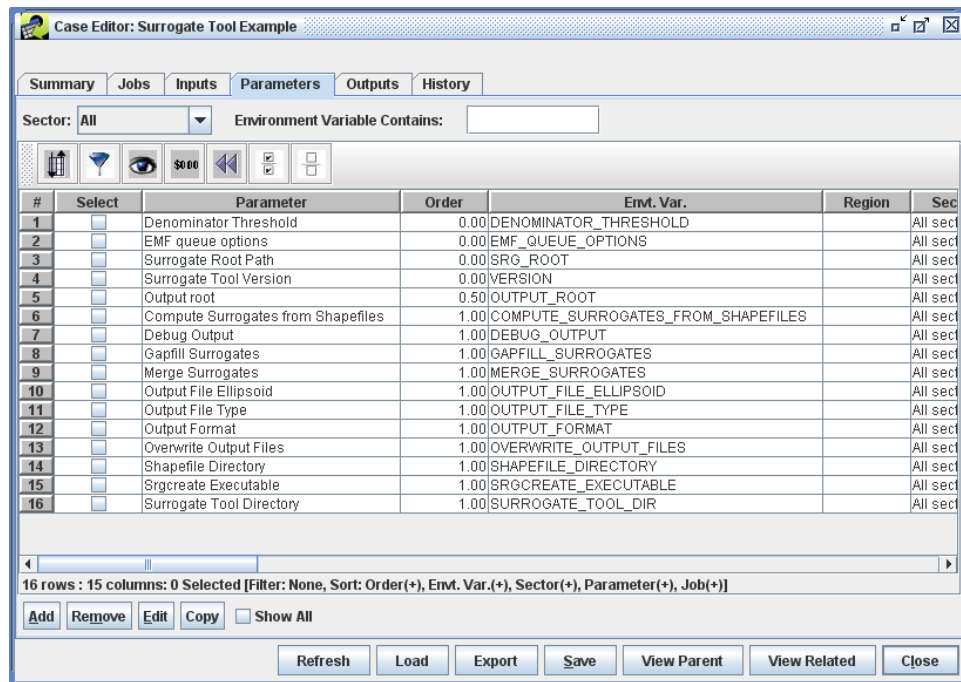 Case Editor: Surrogate Tool Example
Summary Jobs Inputs Parameters Outputs History
Sector: All Environment Variable Contains:
$0.00
# Select Parameter Order Envt. Var. Region Sec
1 Denominator Threshold 0.00 DENOMINATOR_THRESHOLD All sect
2 EMF queue options 0.00 EMF_QUEUE_OPTIONS All sect
3 Surrogate Root Path 0.00 SRG_ROOT All sect
4 Surrogate Tool Version 0.00 VERSION All sect
5 Output root 0.50 OUTPUT_ROOT All sect
6 Compute Surrogates from Shapefiles 1.00 COMPUTE_SURROGATES_FROM_SHAPEFILES All sect
7 Debug Output 1.00 DEBUG_OUTPUT All sect
8 Gapfill Surrogates 1.00 GAPFILL_SURROGATES All sect
9 Merge Surrogates 1.00 MERGE_SURROGATES All sect
10 Output File Ellipsoid 1.00 OUTPUT_FILE_ELLIPSOID All sect
11 Output File Type 1.00 OUTPUT_FILE_TYPE All sect
12 Output Format 1.00 OUTPUT_FORMAT All sect
13 Overwrite Output Files 1.00 OVERWRITE_OUTPUT_FILES All sect
14 Shapefile Directory 1.00 SHAPEFILE_DIRECTORY All sect
15 Srgcreate Executable 1.00 SRGCREATE_EXECUTABLE All sect
16 Surrogate Tool Directory 1.00 SURROGATE_TOOL_DIR All sect
16 rows : 15 columns: 0 Selected [Filter: None, Sort: Order(+), Envt. Var.(+), Sector(+), Parameter(+), Job(+)]
Add Remove Edit Copy Show All
Refresh Load Export Save View Parent View Related Close